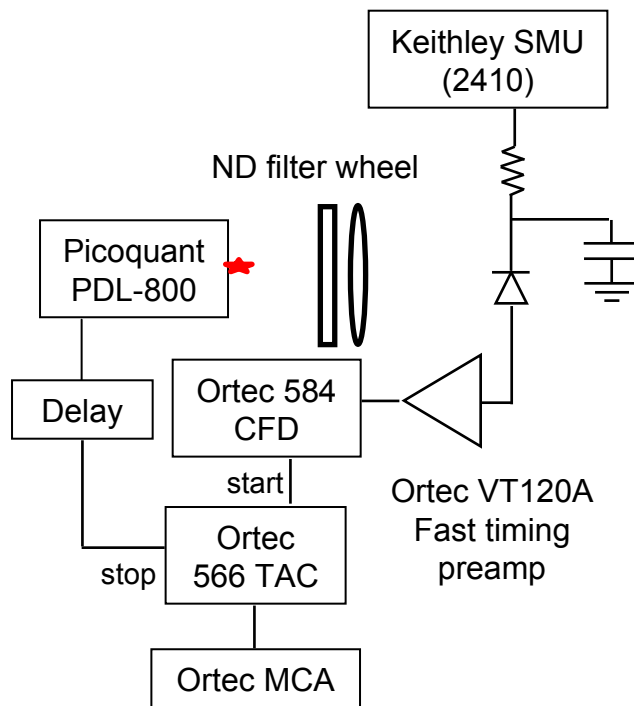 Keithley SMU
(2410)
ND filter wheel
Picoquant
PDL-800
Delay
Ortec 584
CFD
start
Ortec VT120A
Fast timing
preamp
stop
Ortec
566 TAC
Ortec MCA